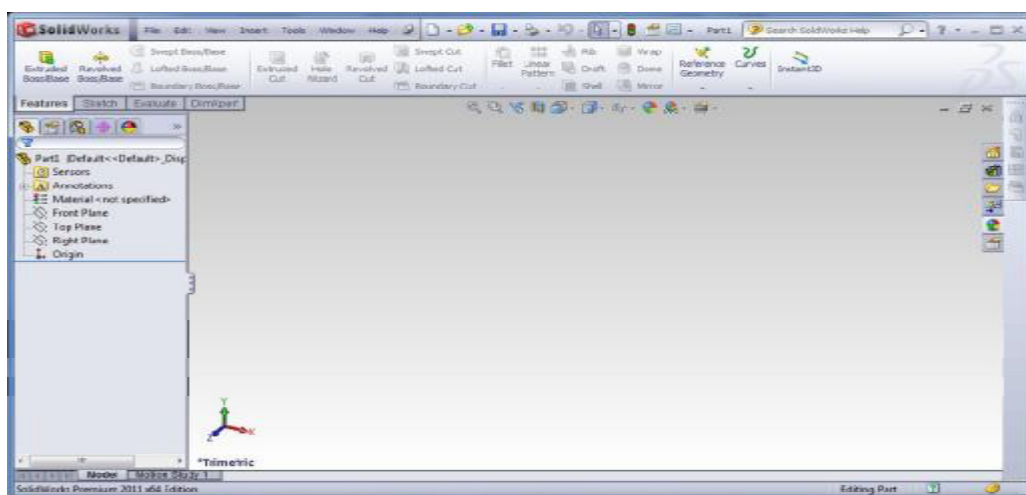 SolidWorks File Edit View Insert Tools Window Help Part1 Search SolidWorks Help
Extruded Boss/Base
Revolved Boss/Base
Swept Boss/Base
Lofted Boss/Base
Boundary Boss/Base
Extruded Cut
Hole Wizard
Revolved Cut
Swept Cut
Lofted Cut
Boundary Cut
Fillet
Linear Pattern
Rib
Draft
Shell
Wrap
Dome
Mirror
Reference Geometry
Curves
Instant3D
Features Sketch Evaluate DimXpert
Part1 (Default<<Default>_Disp
Sensors
Annotations
Material <not specified>
Front Plane
Top Plane
Right Plane
Origin
Y
Z X
*Trimetric
Model Motion Study 1
SolidWorks Premium 2011 x64 Edition Editing Part